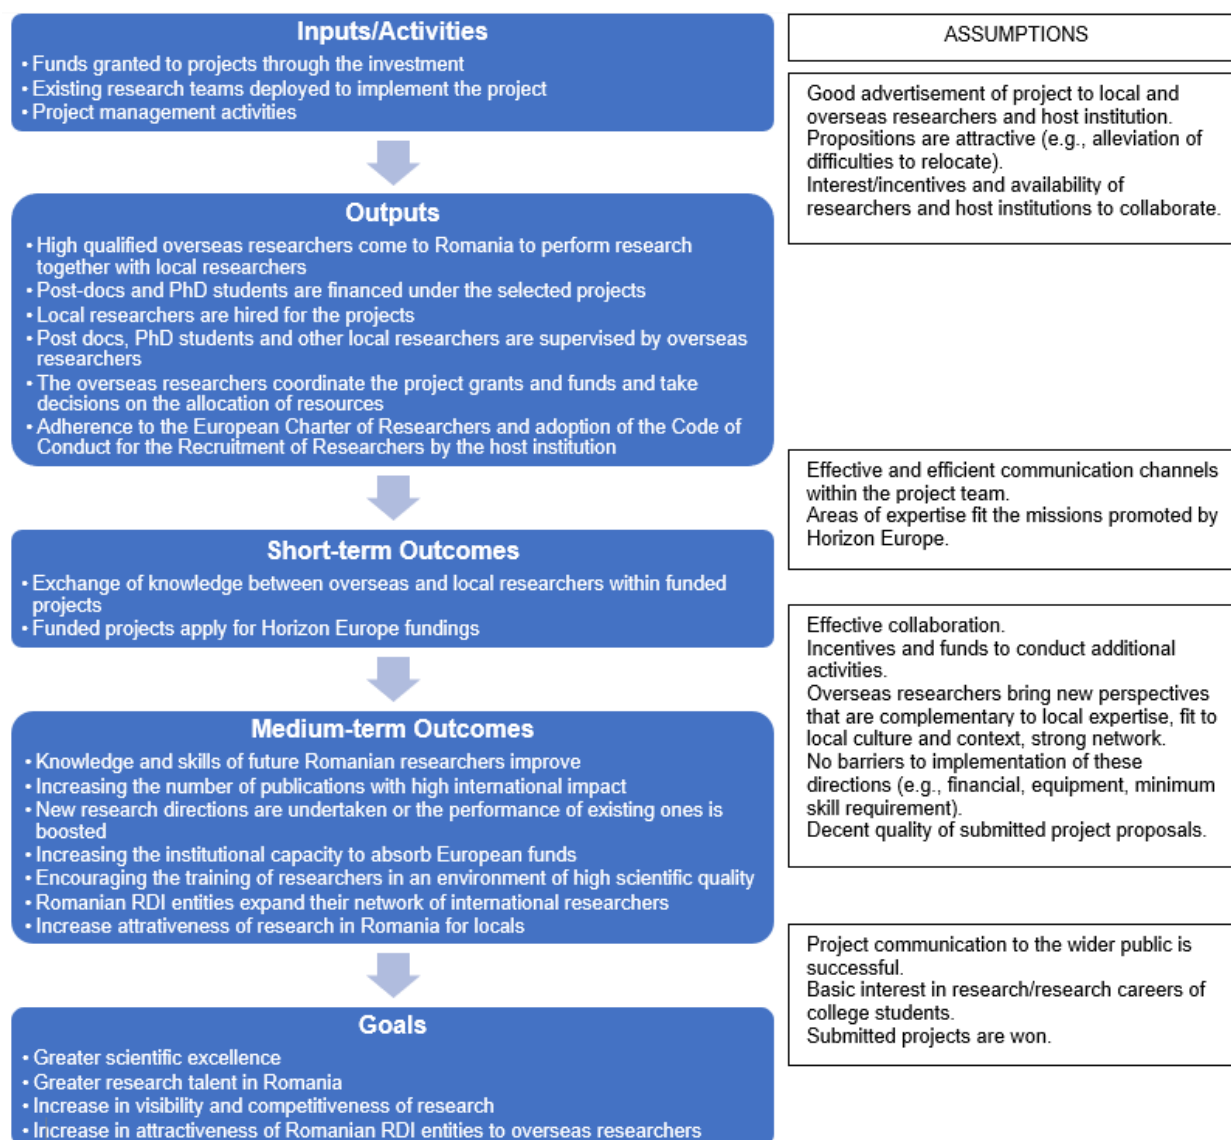 Inputs/Activities
• Funds granted to projects through the investment
• Existing research teams deployed to implement the project
• Project management activities
Outputs
• High qualified overseas researchers come to Romania to perform research
together with local researchers
• Post-docs and PhD students are financed under the selected projects
• Local researchers are hired for the projects
• Post docs, PhD students and other local researchers are supervised by overseas
researchers
• The overseas researchers coordinate the project grants and funds and take
decisions on the allocation of resources
• Adherence to the European Charter of Researchers and adoption of the Code of
Conduct for the Recruitment of Researchers by the host institution
Short-term Outcomes
• Exchange of knowledge between overseas and local researchers within funded
projects
• Funded projects apply for Horizon Europe fundings
Medium-term Outcomes
• Knowledge and skills of future Romanian researchers improve
• Increasing the number of publications with high international impact
• New research directions are undertaken or the performance of existing ones is
boosted
• Increasing the institutional capacity to absorb European funds
• Encouraging the training of researchers in an environment of high scientific quality
• Romanian RDI entities expand their network of international researchers
• Increase attrativeness of research in Romania for locals
Goals
• Greater scientific excellence
• Greater research talent in Romania
• Increase in visibility and competitiveness of research
• Increase in attractiveness of Romanian RDI entities to overseas researchers
ASSUMPTIONS
Good advertisement of project to local and
overseas researchers and host institution.
Propositions are attractive (e.g., alleviation of
difficulties to relocate).
Interest/incentives and availability of
researchers and host institutions to collaborate.
Effective and efficient communication channels
within the project team.
Areas of expertise fit the missions promoted by
Horizon Europe.
Effective collaboration.
Incentives and funds to conduct additional
activities.
Overseas researchers bring new perspectives
that are complementary to local expertise, fit to
local culture and context, strong network.
No barriers to implementation of these
directions (e.g., financial, equipment, minimum
skill requirement).
Decent quality of submitted project proposals.
Project communication to the wider public is
successful.
Basic interest in research/research careers of
college students.
Submitted projects are won.